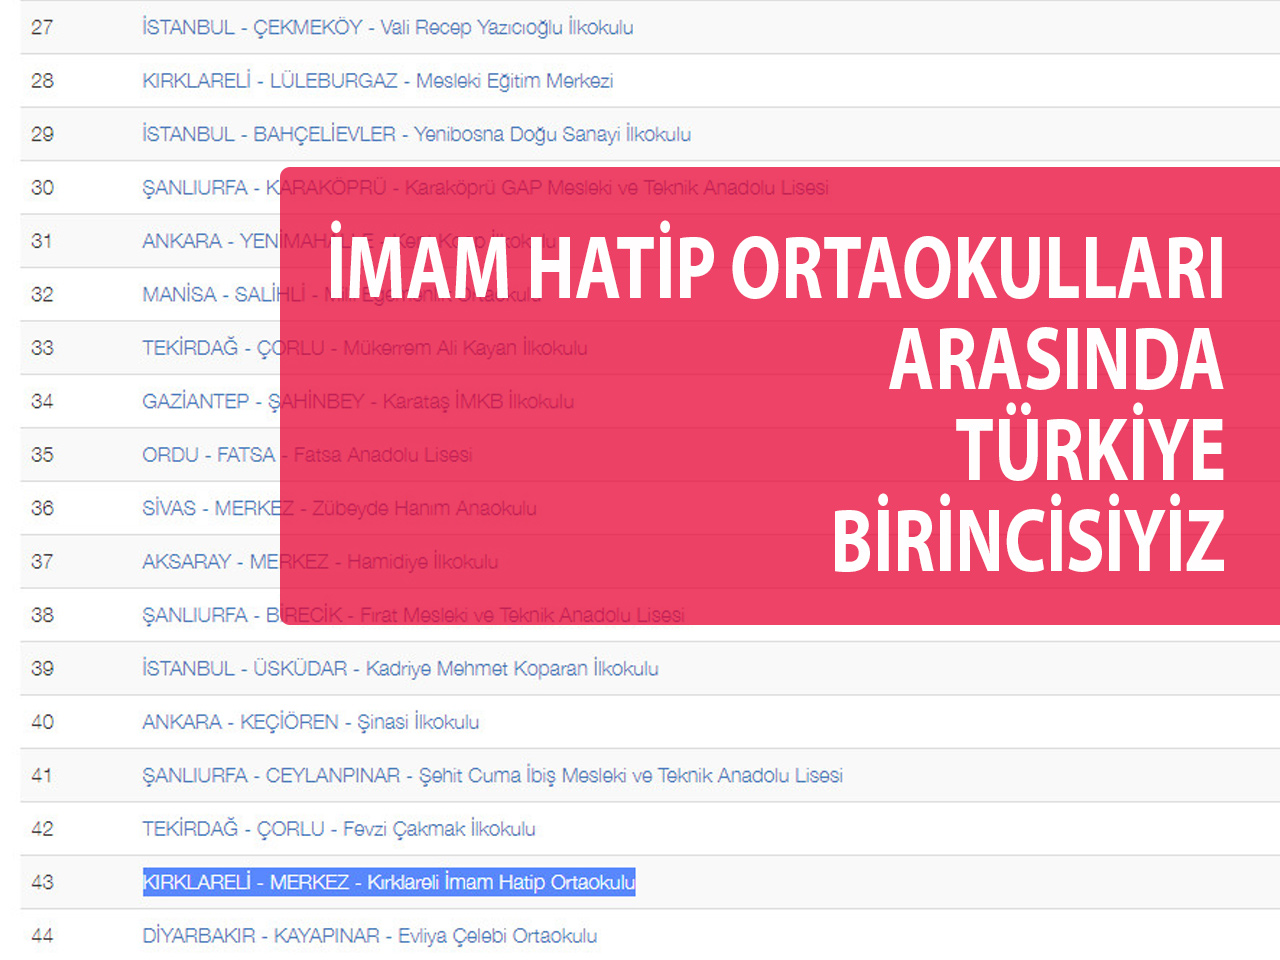 27 İSTANBUL - ÇEKMEKÖY - Vali Recep Yazıcıoğlu İlkokulu
28 KIRKLARELİ - LÜLEBURGAZ - Mesleki Eğitim Merkezi
29 İSTANBUL - BAHÇELİEVLER - Yenibosna Doğu Sanayi İlkokulu
30 ŞANLIURFA - KARAKÖPRÜ - Karaköprü GAP Mesleki ve Teknik Anadolu Lisesi
31 ANKARA - YENİMAHALLE - Kent Koop İlkokulu
32 MANİSA - SALİHLİ - Milli Egemenlik Ortaokulu
33 TEKİRDAĞ - ÇORLU - Mükerrem Ali Kayan İlkokulu
34 GAZİANTEP - ŞAHİNBEY - Karataş İMKB İlkokulu
35 ORDU - FATSA - Fatsa Anadolu Lisesi
36 SİVAS - MERKEZ - Zübeyde Hanım Anaokulu
37 AKSARAY - MERKEZ - Hamidiye İlkokulu
38 ŞANLIURFA - BİRECİK - Fırat Mesleki ve Teknik Anadolu Lisesi
39 İSTANBUL - ÜSKÜDAR - Kadriye Mehmet Koparan İlkokulu
40 ANKARA - KEÇİÖREN - Şinasi İlkokulu
41 ŞANLIURFA - CEYLANPINAR - Şehit Cuma İbiş Mesleki ve Teknik Anadolu Lisesi
42 TEKİRDAĞ - ÇORLU - Fevzi Çakmak İlkokulu
43 KIRKLARELİ - MERKEZ - Kırklareli İmam Hatip Ortaokulu
44 DİYARBAKIR - KAYAPINAR - Evliya Çelebi Ortaokulu
İMAM HATİP ORTAOKULLARI
ARASINDA
TÜRKİYE
BİRİNCİSİYİZ